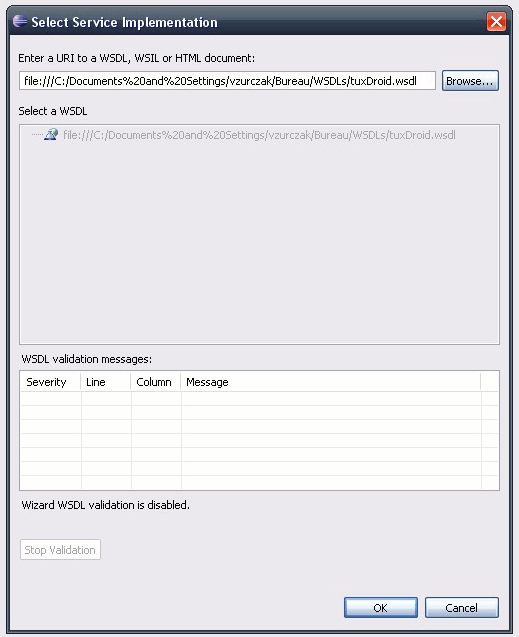 Select Service Implementation
Enter a URI to a WSDL, WSIL or HTML document:
file:///C:/Documents%20and%20Settings/vzurczak/Bureau/WSDLs/tuxDroid.wsdl Browse...
Select a WSDL
file:///C:/Documents%20and%20Settings/vzurczak/Bureau/WSDLs/tuxDroid.wsdl
WSDL validation messages:
Severity Line Column Message
Wizard WSDL validation is disabled.
Stop Validation
OK Cancel